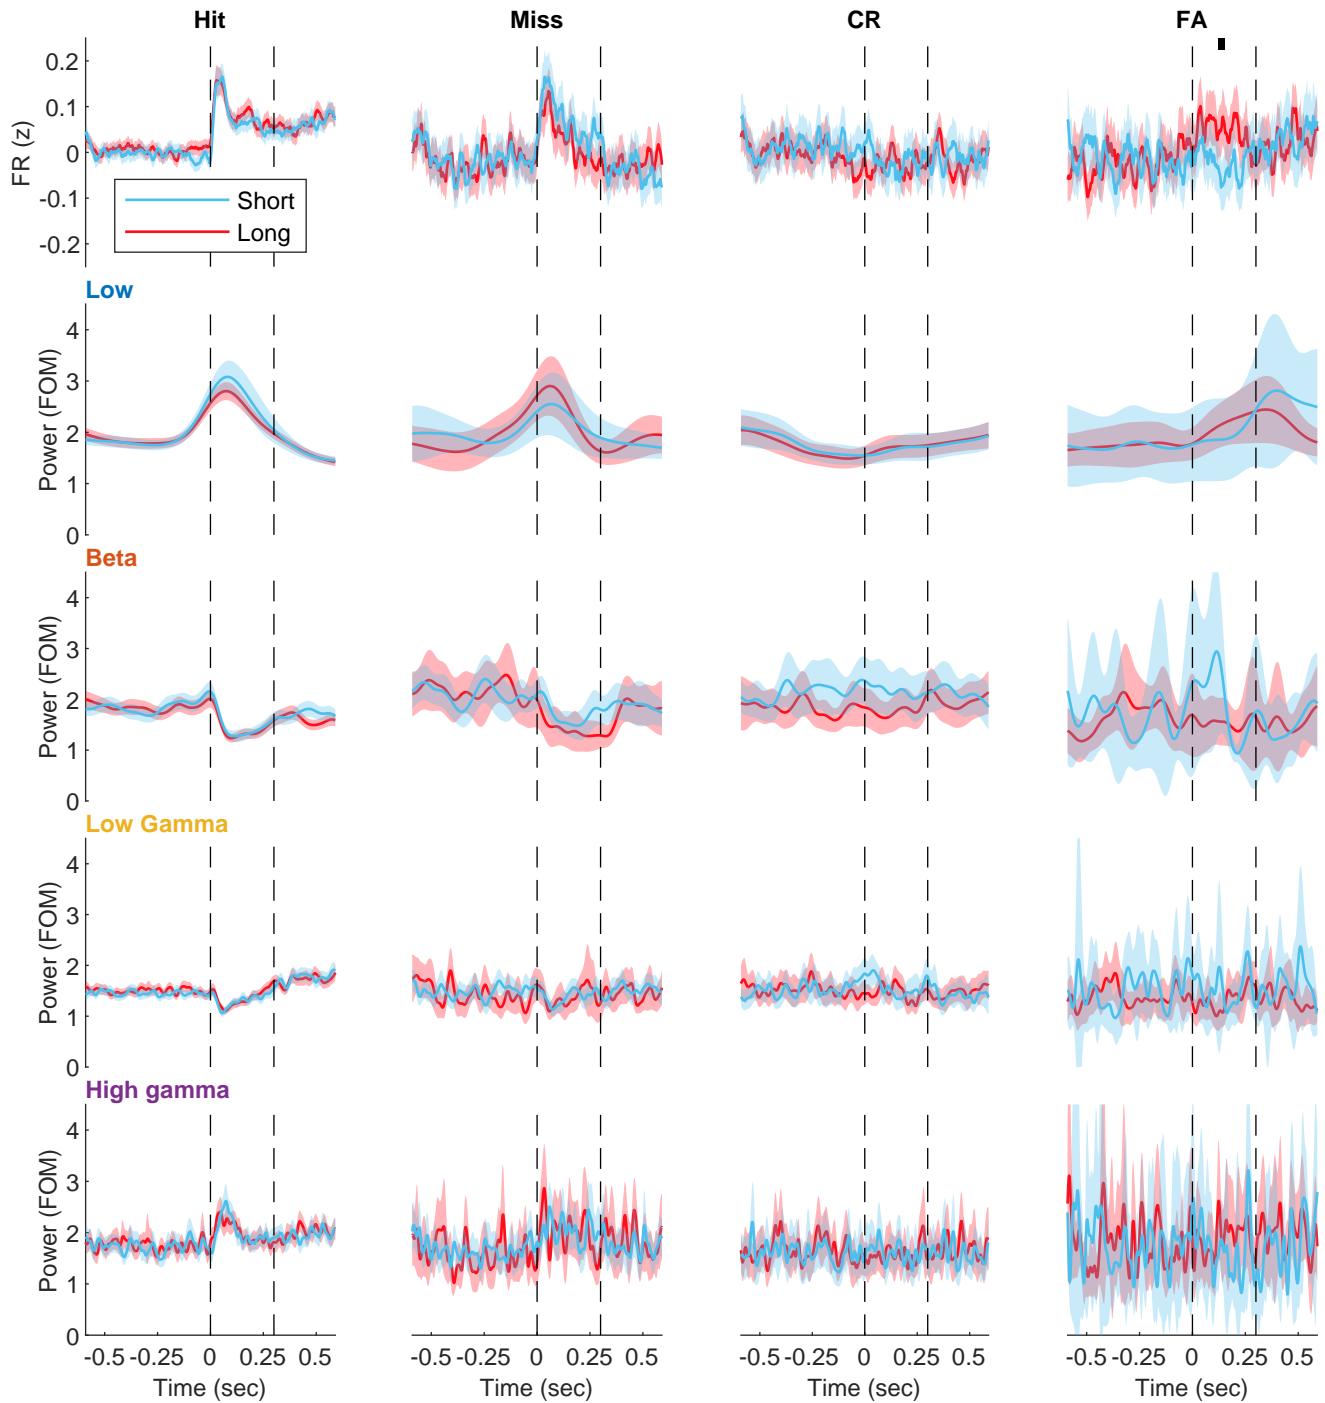 Hit Miss CR FA
FR (z)
0.2
0.1
0
-0.1
-0.2
Short
Long
Low
Power (FOM)
4
3
2
1
0
Beta
Power (FOM)
4
3
2
1
0
Low Gamma
Power (FOM)
4
3
2
1
0
High gamma
Power (FOM)
4
3
2
1
0
-0.5 -0.25 0 0.25 0.5 -0.5 -0.25 0 0.25 0.5 -0.5 -0.25 0 0.25 0.5 -0.5 -0.25 0 0.25 0.5
Time (sec) Time (sec) Time (sec) Time (sec)